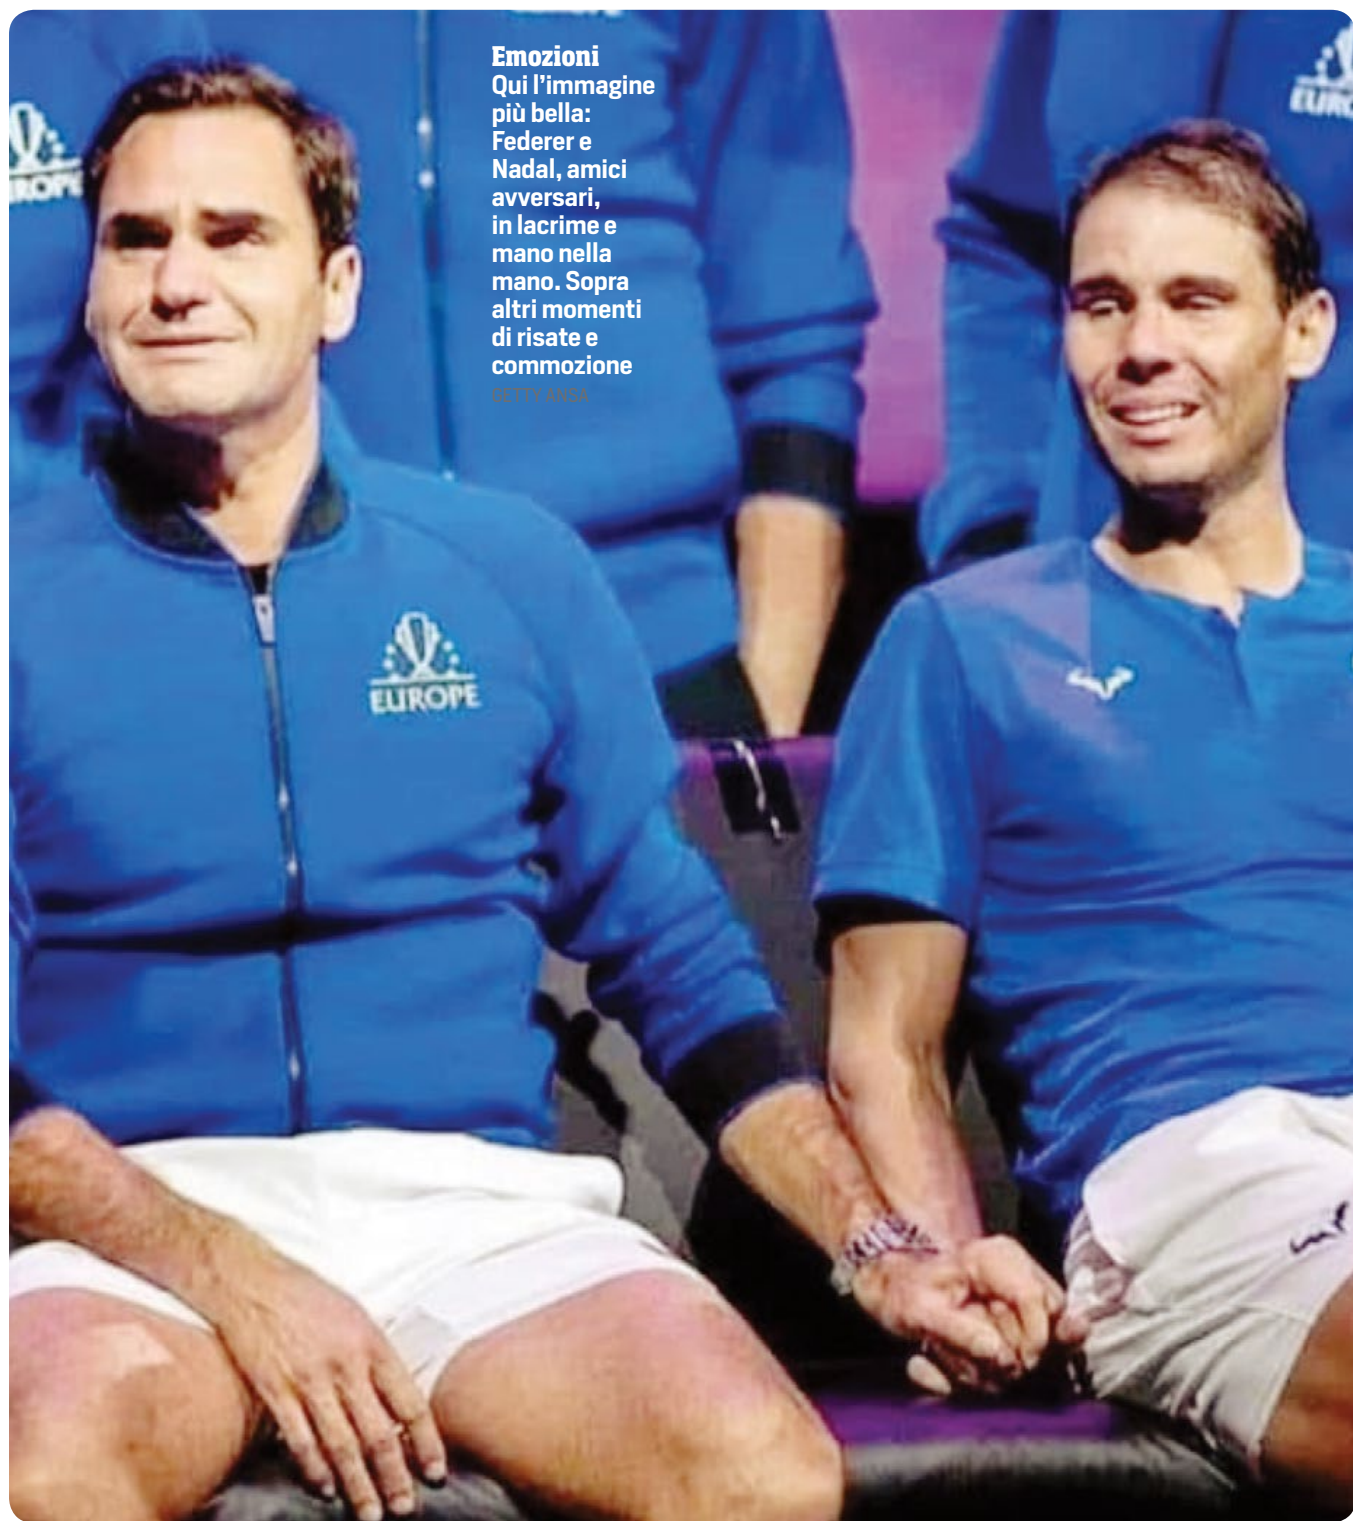 Emozioni
Qui l’immagine
più bella:
Federer e
Nadal, amici
avversari,
in lacrime e
mano nella
mano. Sopra
altri momenti
di risate e
commozione
GETTY ANSA
EUROPE
EUROPE